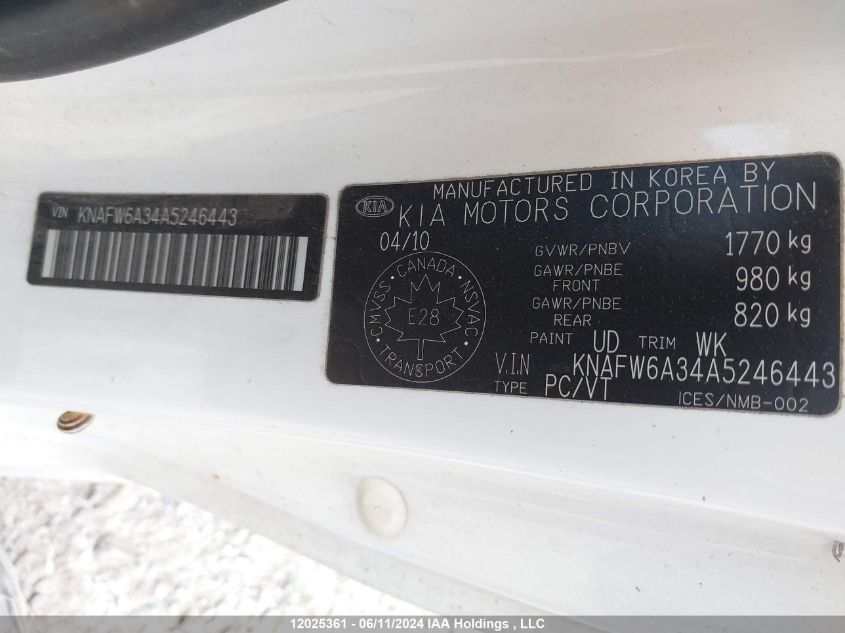 VIN KNAFW6A34A5246443
MANUFACTURED IN KOREA BY
KIA KIA MOTORS CORPORATION
04/10 GVWR/PNBV 1770 kg
GAWR/PNBE
FRONT 980 kg
GAWR/PNBE
REAR 820 kg
CMVSS · CANADA · NSVAC
E28
TRANSPORT
PAINT UD TRIM WK
V.I.N KNAFW6A34A5246443
TYPE PC/VT
ICES/NMB-002
12025361 - 06/11/2024 IAA Holdings , LLC